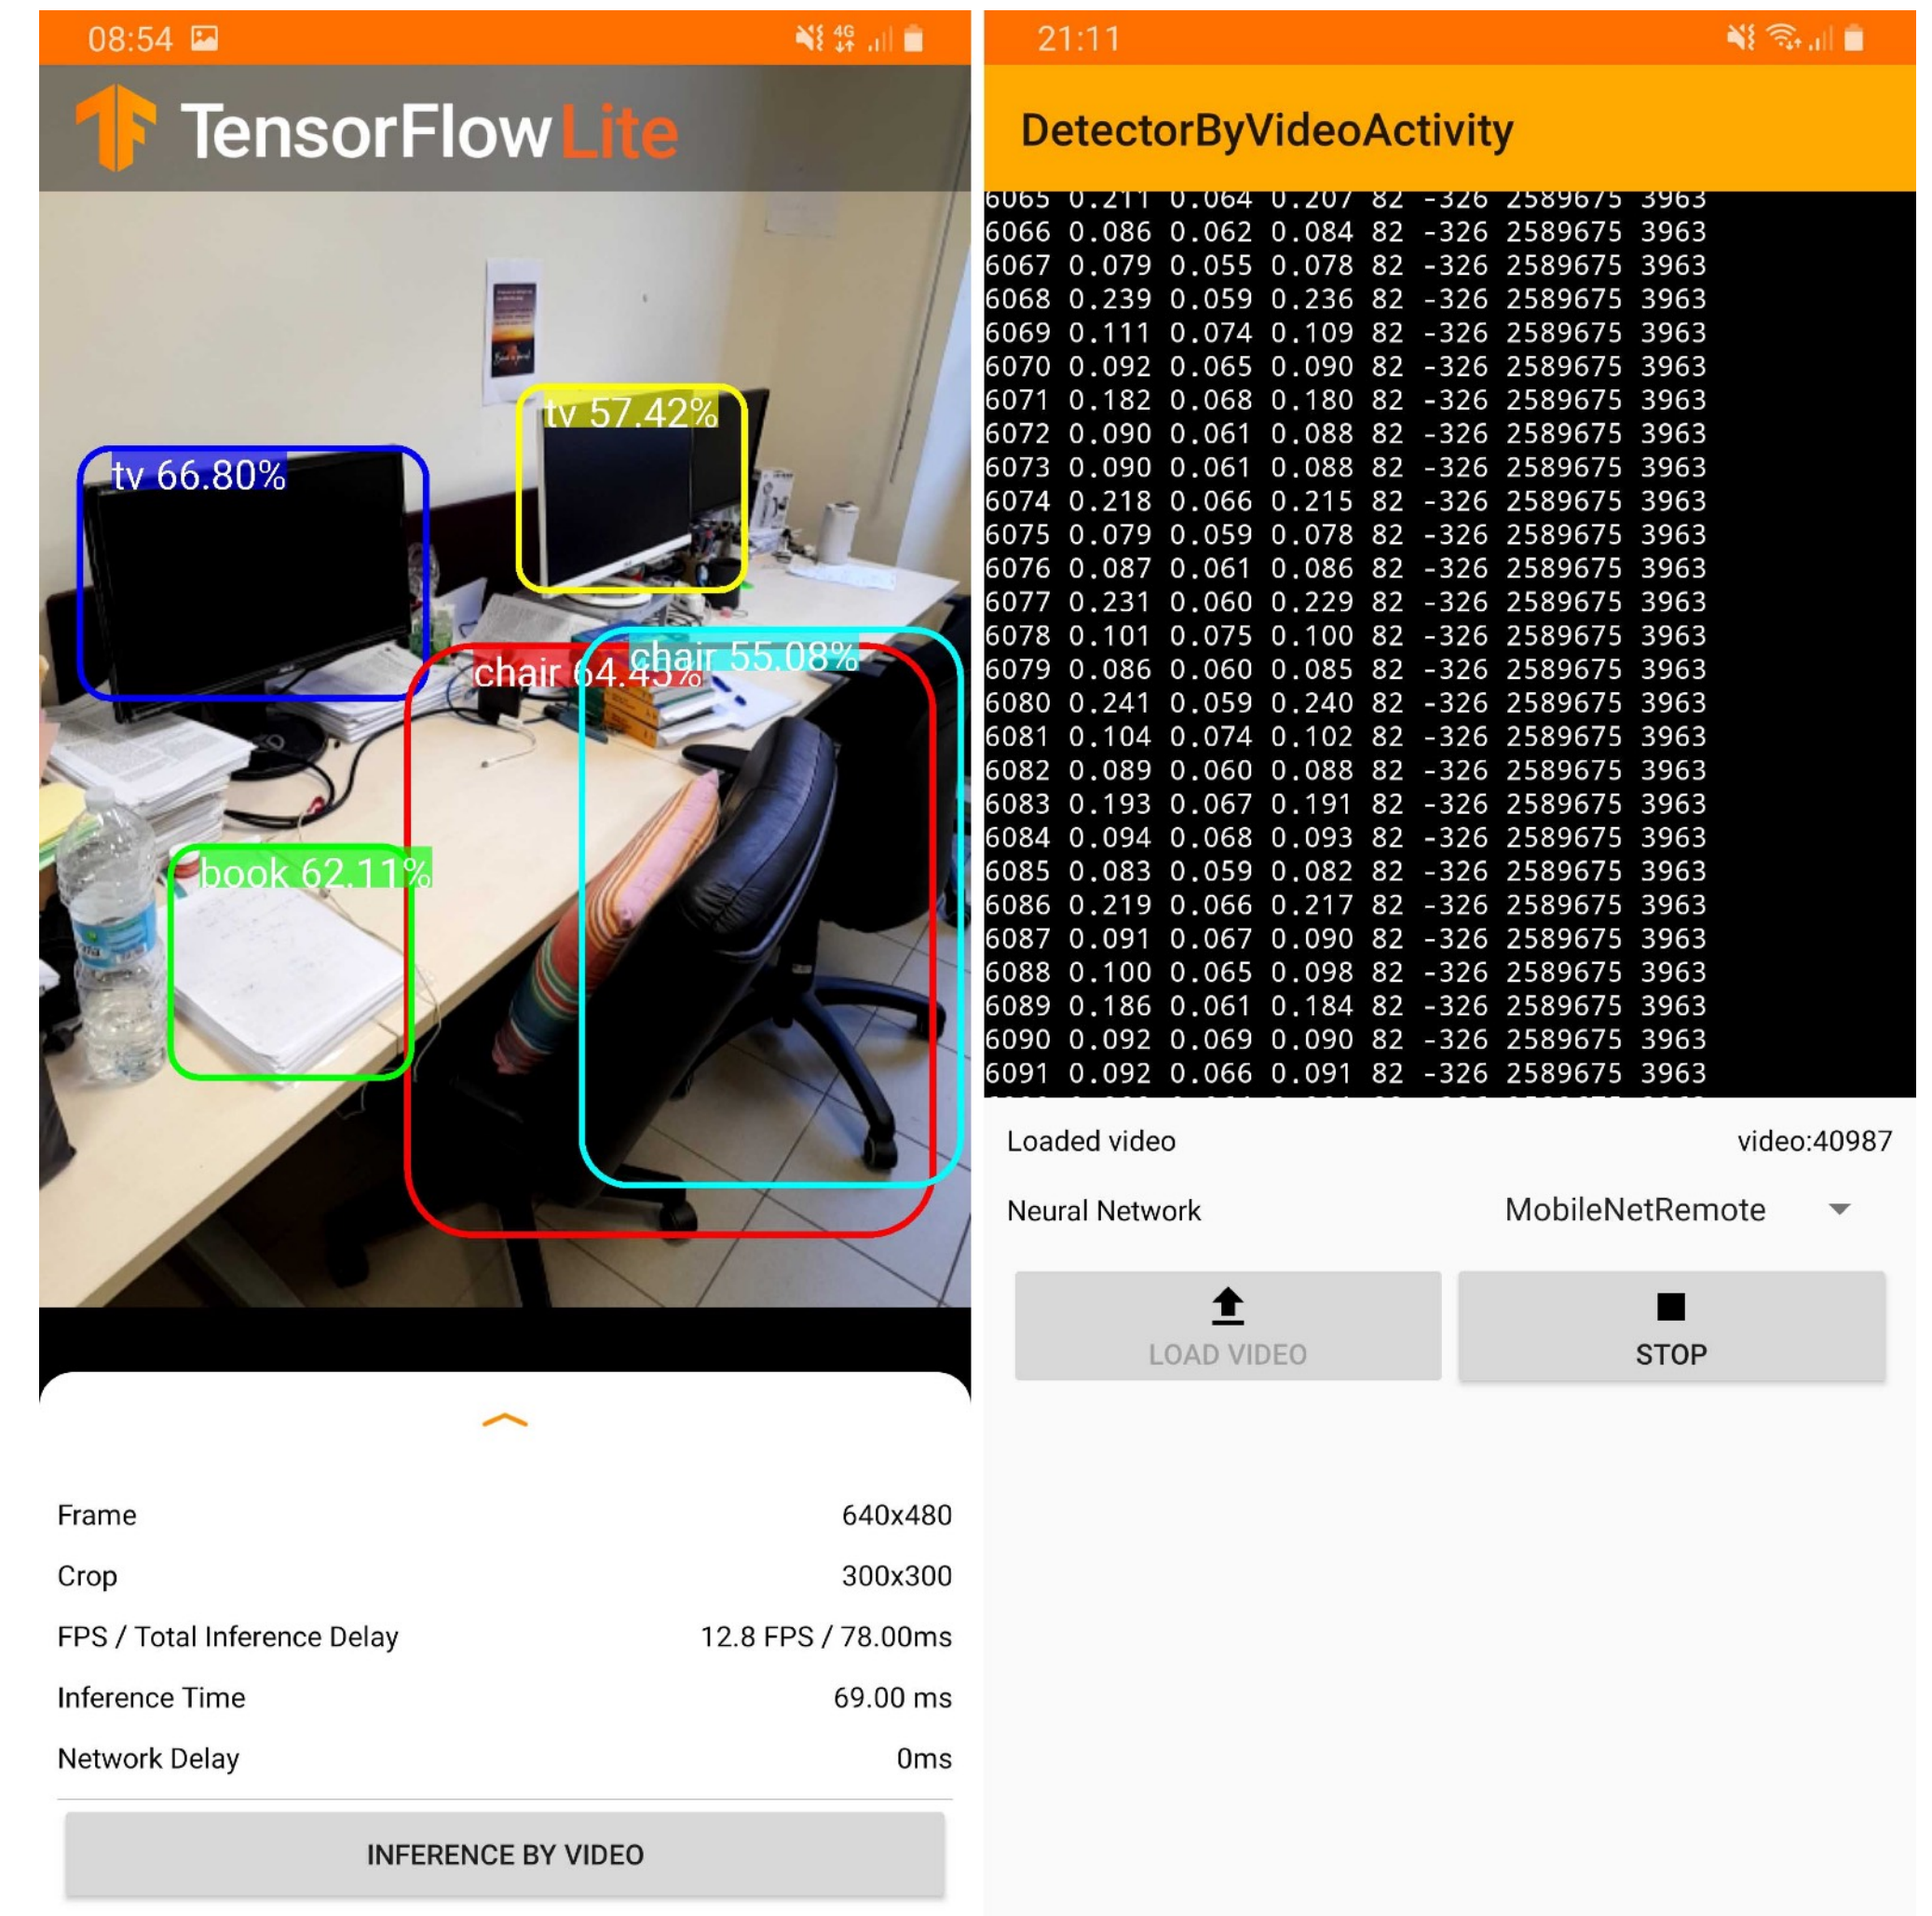 08:54
4G
TensorFlow Lite
tv 57.42%
tv 66.80%
chair 55.08%
chair 64.45%
book 62.11%
Frame 640x480
Crop 300x300
FPS / Total Inference Delay 12.8 FPS / 78.00ms
Inference Time 69.00 ms
Network Delay 0ms
INFERENCE BY VIDEO
21:11
DetectorByVideoActivity
6065 0.211 0.064 0.207 82 -326 2589675 3963
6066 0.086 0.062 0.084 82 -326 2589675 3963
6067 0.079 0.055 0.078 82 -326 2589675 3963
6068 0.239 0.059 0.236 82 -326 2589675 3963
6069 0.111 0.074 0.109 82 -326 2589675 3963
6070 0.092 0.065 0.090 82 -326 2589675 3963
6071 0.182 0.068 0.180 82 -326 2589675 3963
6072 0.090 0.061 0.088 82 -326 2589675 3963
6073 0.090 0.061 0.088 82 -326 2589675 3963
6074 0.218 0.066 0.215 82 -326 2589675 3963
6075 0.079 0.059 0.078 82 -326 2589675 3963
6076 0.087 0.061 0.086 82 -326 2589675 3963
6077 0.231 0.060 0.229 82 -326 2589675 3963
6078 0.101 0.075 0.100 82 -326 2589675 3963
6079 0.086 0.060 0.085 82 -326 2589675 3963
6080 0.241 0.059 0.240 82 -326 2589675 3963
6081 0.104 0.074 0.102 82 -326 2589675 3963
6082 0.089 0.060 0.088 82 -326 2589675 3963
6083 0.193 0.067 0.191 82 -326 2589675 3963
6084 0.094 0.068 0.093 82 -326 2589675 3963
6085 0.083 0.059 0.082 82 -326 2589675 3963
6086 0.219 0.066 0.217 82 -326 2589675 3963
6087 0.091 0.067 0.090 82 -326 2589675 3963
6088 0.100 0.065 0.098 82 -326 2589675 3963
6089 0.186 0.061 0.184 82 -326 2589675 3963
6090 0.092 0.069 0.090 82 -326 2589675 3963
6091 0.092 0.066 0.091 82 -326 2589675 3963
Loaded video video:40987
Neural Network MobileNetRemote
LOAD VIDEO STOP